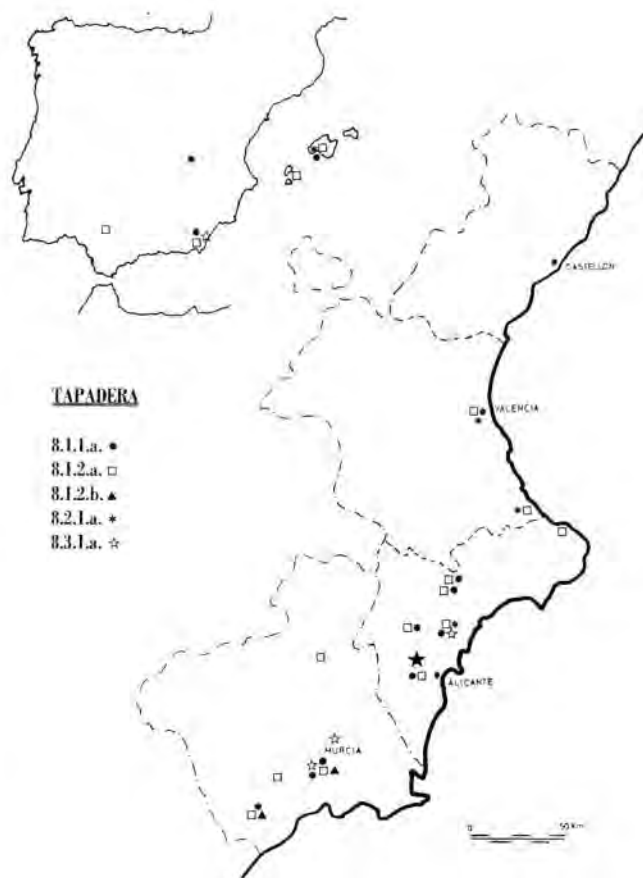 CASTELLON
VALENCIA
TAPADERA
8.1.1.a.
8.1.2.a.
8.1.2.b.
8.2.1.a.
8.3.1.a.
ALICANTE
MURCIA
0 50 Km